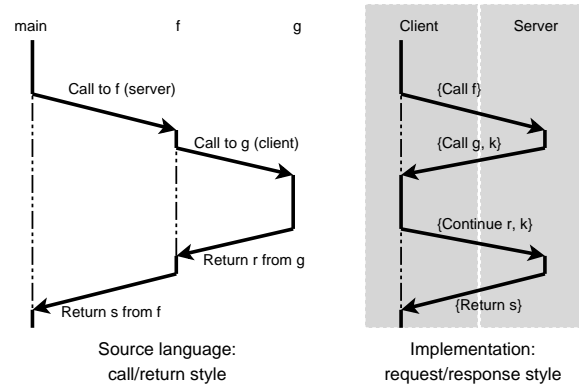 main f g
Call to f (server)
Call to g (client)
Return r from g
Return s from f
Source language:
call/return style
Client Server
{Call f}
{Call g, k}
{Continue r, k}
{Return s}
Implementation:
request/response style